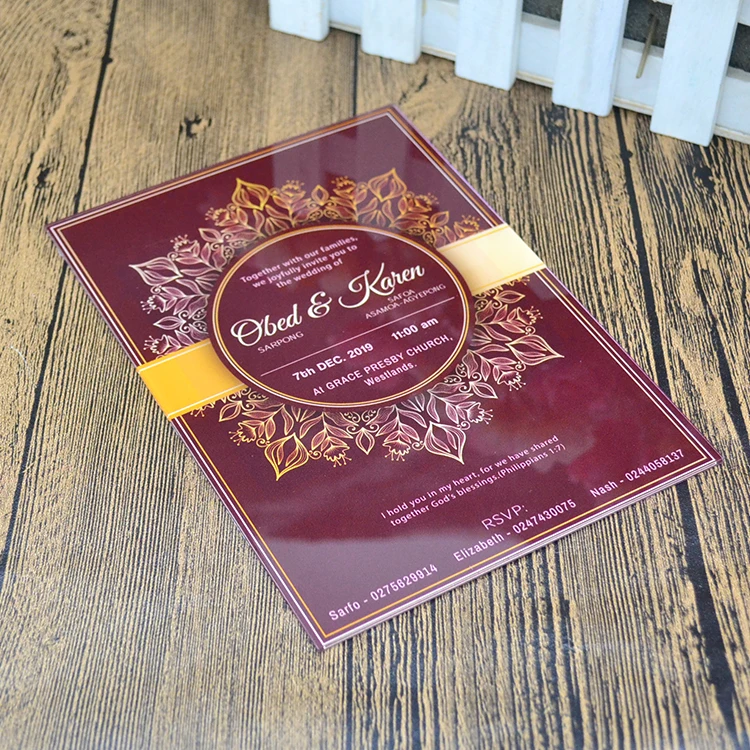 Together with our families,
we joyfully invite you to
the wedding of
Obed & Karen
SARPONG
SAFOA
ASAMOA-AGYEPONG
7th DEC. 2019
11:00 am
At GRACE PRESBY CHURCH,
Westlands.
I hold you in my heart, for we have shared
together God's blessings.(Philippians 1:7)
RSVP:
Sarfo - 0275629914
Elizabeth - 0247430075
Nash - 0244058137